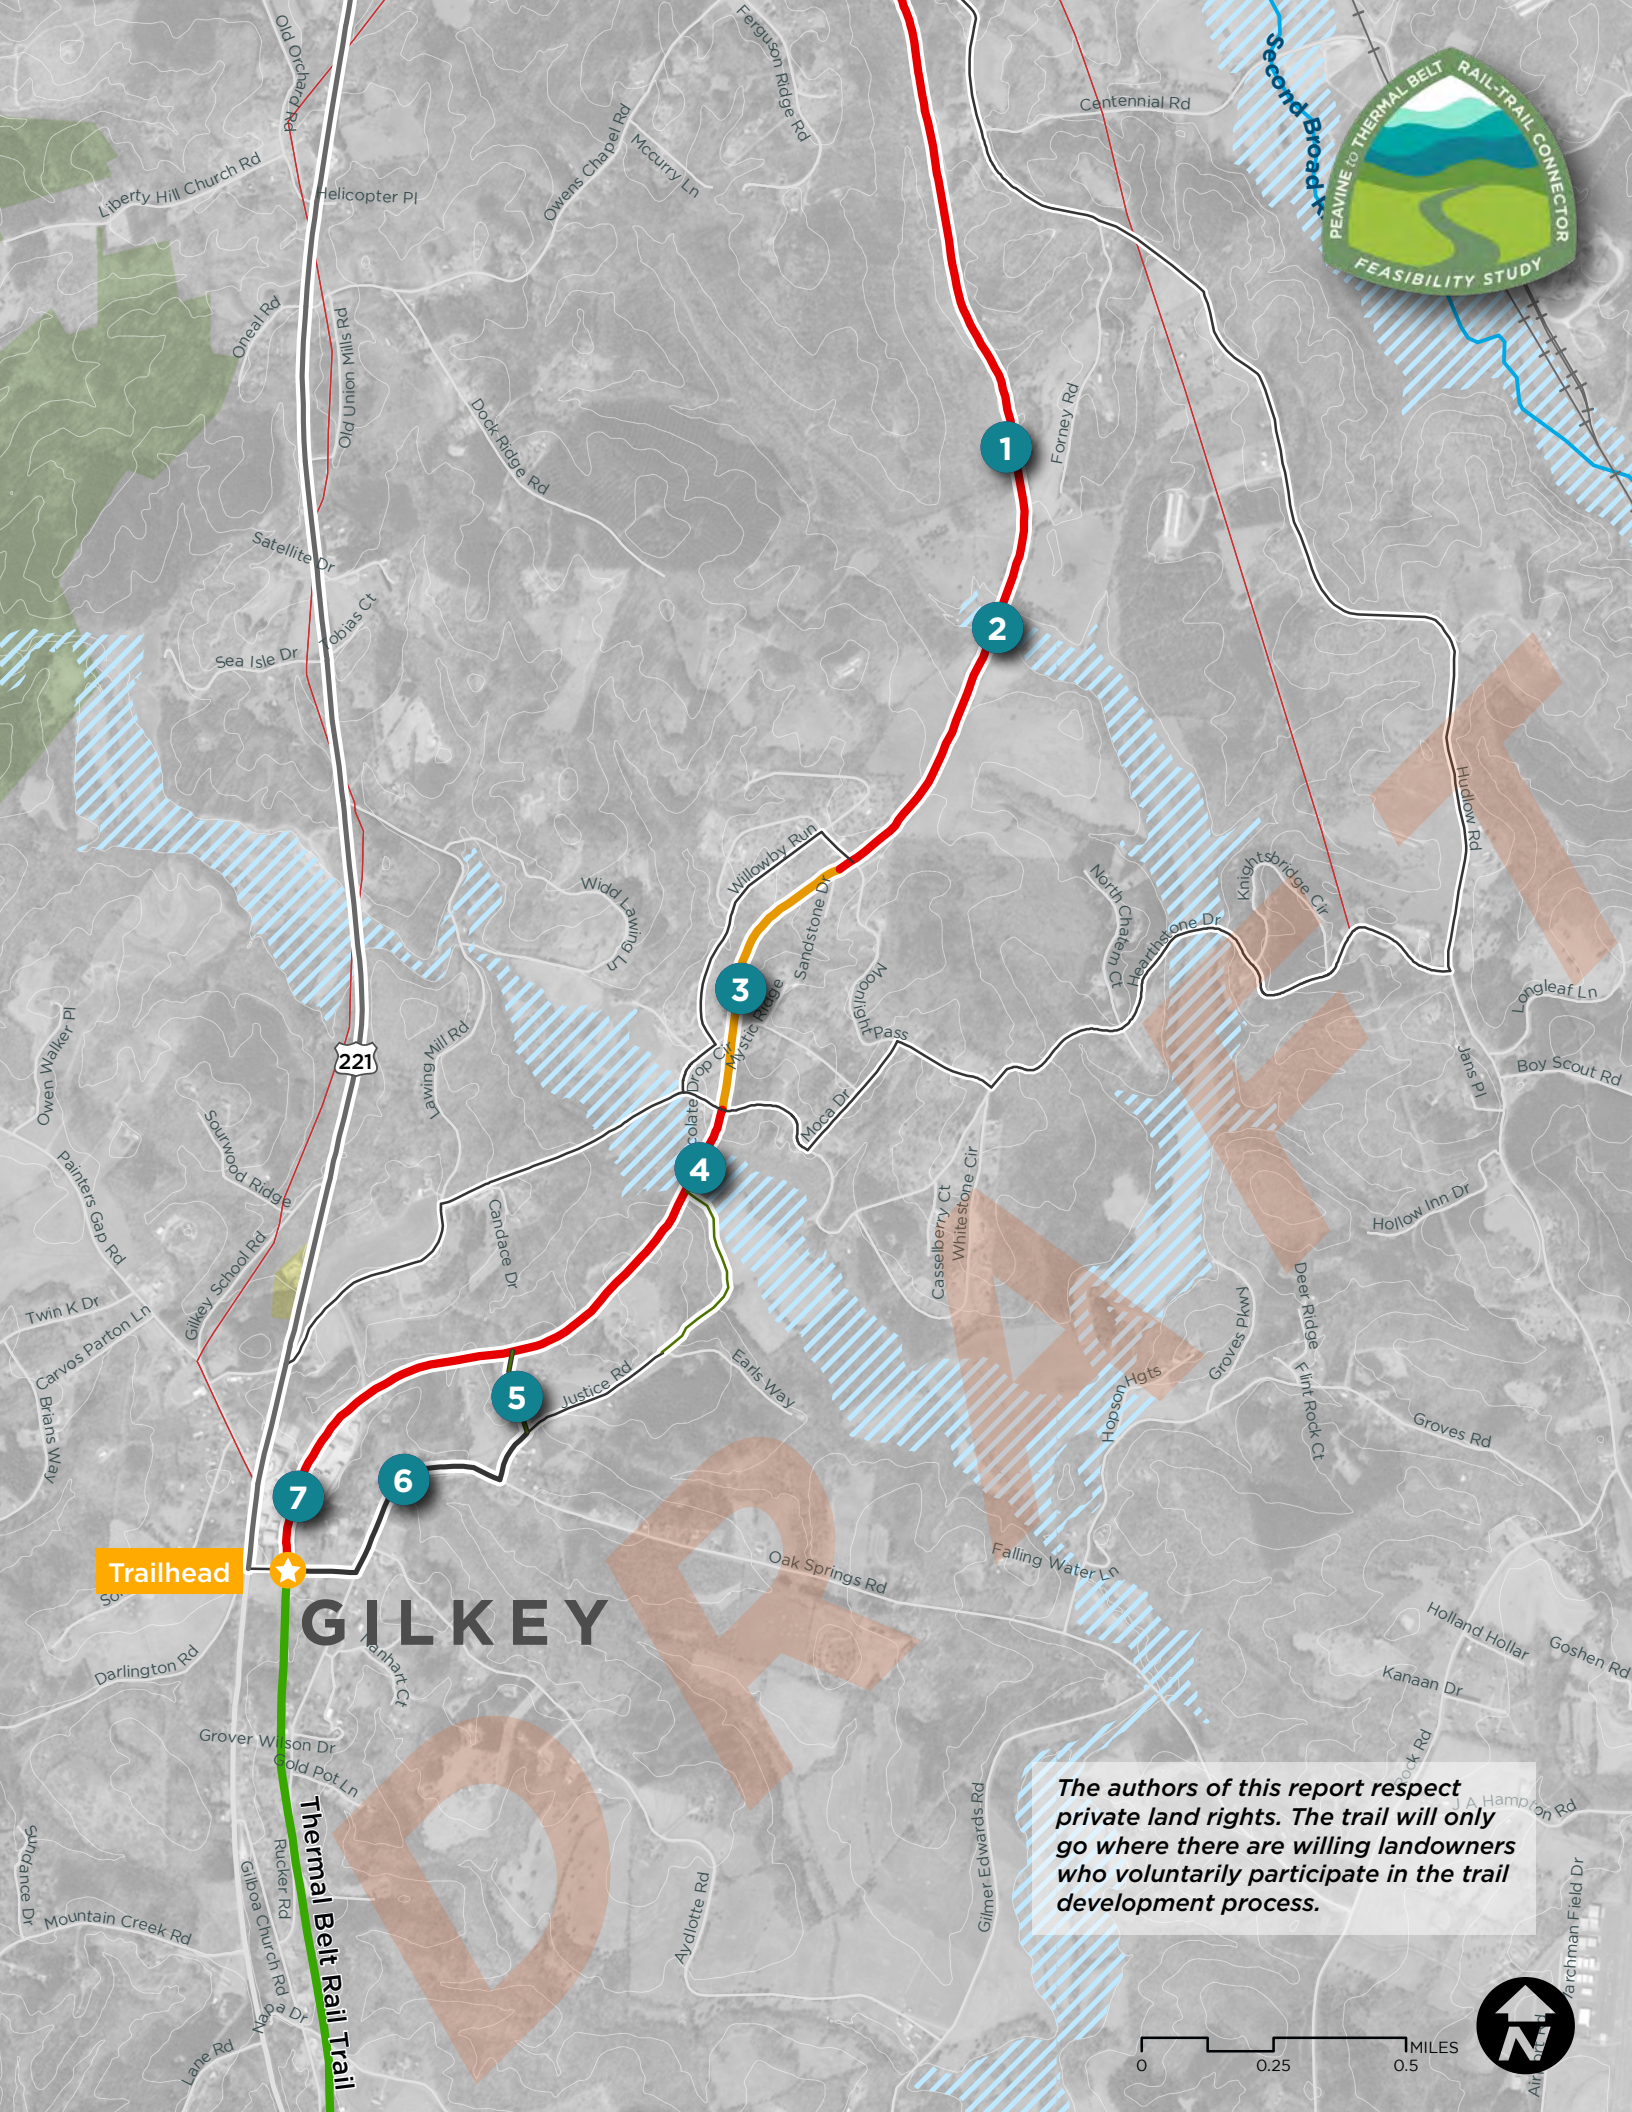 Old Orchard Rd
Ferguson Ridge Rd
Owens Chapel Rd
Mccurry Ln
Centennial Rd
Second Broad
PEAVINE to THERMAL BELT RAIL-TRAIL CONNECTOR
FEASIBILITY STUDY
Liberty Hill Church Rd
Helicopter Pl
Oneal Rd
Old Union Mills Rd
Dock Ridge Rd
Forney Rd
1
Satellite Dr
Tobias Ct
Sea Isle Dr
2
Hudlow Rd
Willowby Run
Widd Lawing Ln
Sandstone Dr
Moonlight Pass
North Chatem Ct
Hearthstone Dr
Knightsbridge Cir
3
Mystic Ridge
Longleaf Ln
Owen Walker Pl
221
Lawing Mill Rd
Drop Cir
Moca Dr
Jans Pl
Boy Scout Rd
Sourwood Ridge
Painters Gap Rd
4
Candace Dr
Casselberry Ct
Whitestone Cir
Hollow Inn Dr
Gilkey School Rd
Twin K Dr
Carvos Parton Ln
Brians Way
5
Justice Rd
Earls Way
Groves Pkwy
Deer Ridge
Hopson Hgts
Flint Rock Ct
Groves Rd
6
7
Trailhead
Oak Springs Rd
Falling Water Ln
GILKEY
Darlington Rd
Holland Hollar
Goshen Rd
Kanaan Dr
Grover Wilson Dr
Gold Pot Ln
Thermal Belt Rail Trail
Rucker Rd
Gilboa Church Rd
Sundance Dr
Mountain Creek Rd
Napa Dr
Lane Rd
Aydlotte Rd
Gilmer Edwards Rd
J A Hampton Rd
The authors of this report respect
private land rights. The trail will only
go where there are willing landowners
who voluntarily participate in the trail
development process.
DRAFT
MILES
0
0.25
0.5
N